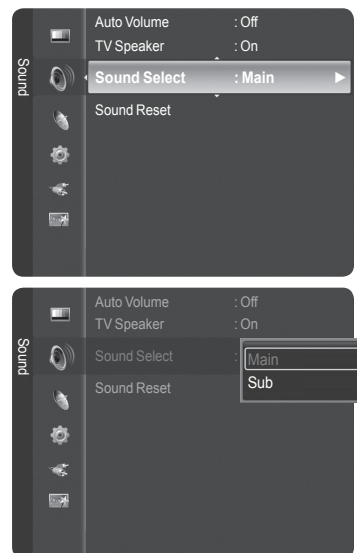 Sound
Auto Volume : Off
TV Speaker : On
Sound Select : Main ►
Sound Reset
Sound
Auto Volume : Off
TV Speaker : On
Sound Select :
Main
Sub
Sound Reset